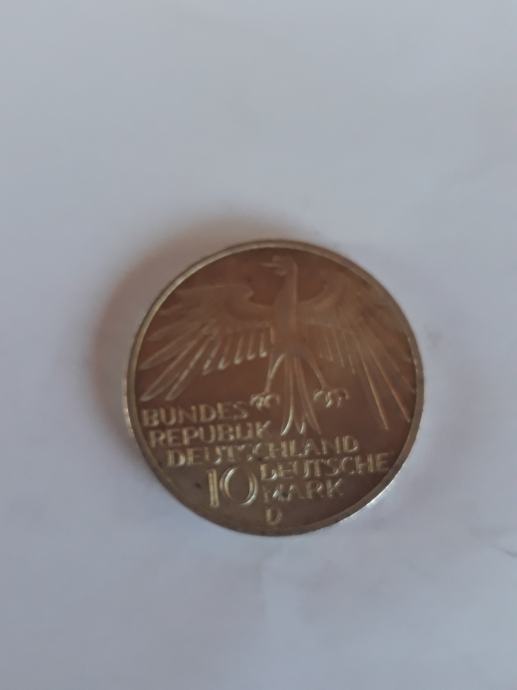 BUNDES
REPUBLIK
DEUTSCHLAND
10 DEUTSCHE
MARK
D